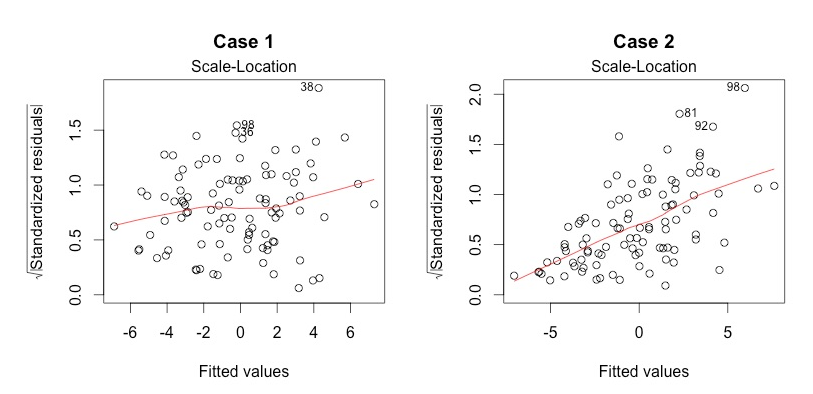 Case 1
Scale-Location
√|Standardized residuals|
0.0 0.5 1.0 1.5
38
98
36
-6 -4 -2 0 2 4 6
Fitted values
Case 2
Scale-Location
√|Standardized residuals|
0.0 0.5 1.0 1.5 2.0
98
81
92
-5 0 5
Fitted values